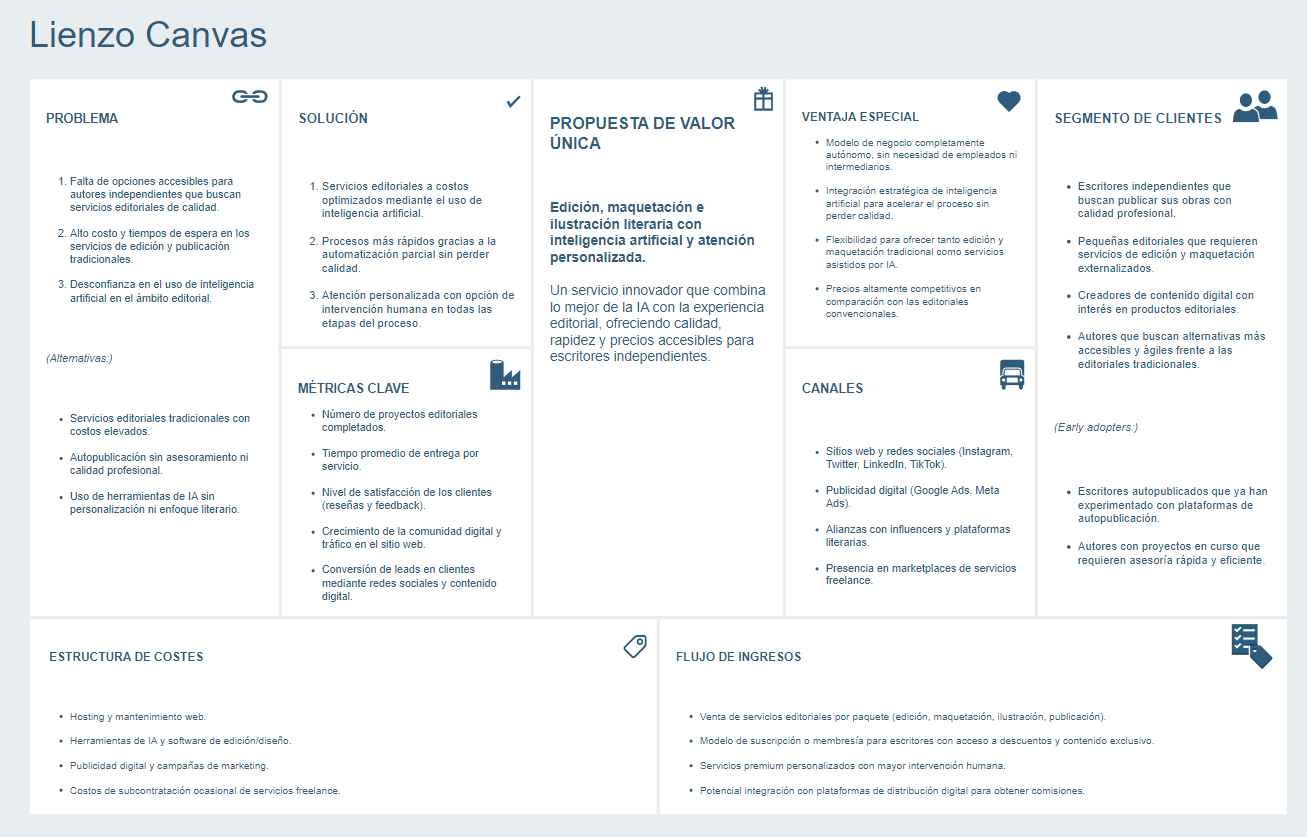 Lienzo Canvas
PROBLEMA
1. Falta de opciones accesibles para
autores independientes que buscan
servicios editoriales de calidad.
2. Alto costo y tiempos de espera en los
servicios de edición y publicación
tradicionales.
3. Desconfianza en el uso de inteligencia
artificial en el ámbito editorial.
(Alternativas:)
• Servicios editoriales tradicionales con
costos elevados.
• Autopublicación sin asesoramiento ni
calidad profesional.
• Uso de herramientas de IA sin
personalización ni enfoque literario.
SOLUCIÓN
1. Servicios editoriales a costos
optimizados mediante el uso de
inteligencia artificial.
2. Procesos más rápidos gracias a la
automatización parcial sin perder
calidad.
3. Atención personalizada con opción de
intervención humana en todas las
etapas del proceso.
MÉTRICAS CLAVE
• Número de proyectos editoriales
completados.
• Tiempo promedio de entrega por
servicio.
• Nivel de satisfacción de los clientes
(reseñas y feedback).
• Crecimiento de la comunidad digital y
tráfico en el sitio web.
• Conversión de leads en clientes
mediante redes sociales y contenido
digital.
PROPUESTA DE VALOR
ÚNICA
Edición, maquetación e
ilustración literaria con
inteligencia artificial y atención
personalizada.
Un servicio innovador que combina
lo mejor de la IA con la experiencia
editorial, ofreciendo calidad,
rapidez y precios accesibles para
escritores independientes.
VENTAJA ESPECIAL
• Modelo de negocio completamente
autónomo, sin necesidad de empleados ni
intermediarios.
• Integración estratégica de inteligencia
artificial para acelerar el proceso sin
perder calidad.
• Flexibilidad para ofrecer tanto edición y
maquetación tradicional como servicios
asistidos por IA.
• Precios altamente competitivos en
comparación con las editoriales
convencionales.
CANALES
• Sitios web y redes sociales (Instagram,
Twitter, LinkedIn, TikTok).
• Publicidad digital (Google Ads, Meta
Ads).
• Alianzas con influencers y plataformas
literarias.
• Presencia en marketplaces de servicios
freelance.
SEGMENTO DE CLIENTES
• Escritores independientes que
buscan publicar sus obras con
calidad profesional.
• Pequeñas editoriales que requieren
servicios de edición y maquetación
externalizados.
• Creadores de contenido digital con
interés en productos editoriales.
• Autores que buscan alternativas más
accesibles y ágiles frente a las
editoriales tradicionales.
(Early adopters:)
• Escritores autopublicados que ya han
experimentado con plataformas de
autopublicación.
• Autores con proyectos en curso que
requieren asesoría rápida y eficiente.
ESTRUCTURA DE COSTES
• Hosting y mantenimiento web.
• Herramientas de IA y software de edición/diseño.
• Publicidad digital y campañas de marketing.
• Costos de subcontratación ocasional de servicios freelance.
FLUJO DE INGRESOS
• Venta de servicios editoriales por paquete (edición, maquetación, ilustración, publicación).
• Modelo de suscripción o membresía para escritores con acceso a descuentos y contenido exclusivo.
• Servicios premium personalizados con mayor intervención humana.
• Potencial integración con plataformas de distribución digital para obtener comisiones.